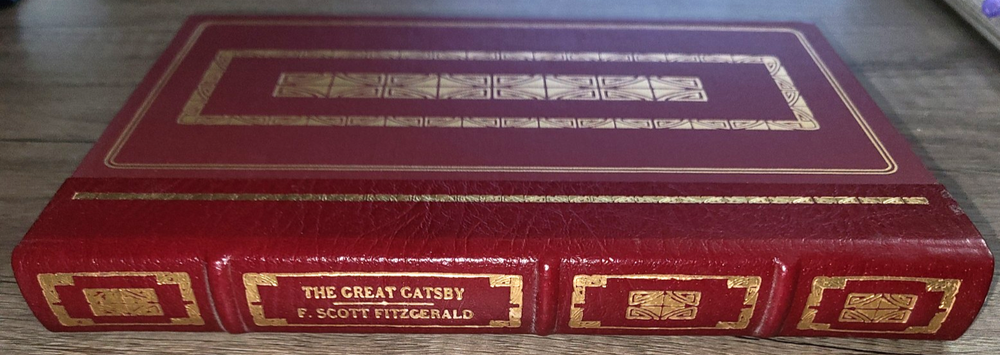 THE GREAT GATSBY
F. SCOTT FITZGERALD